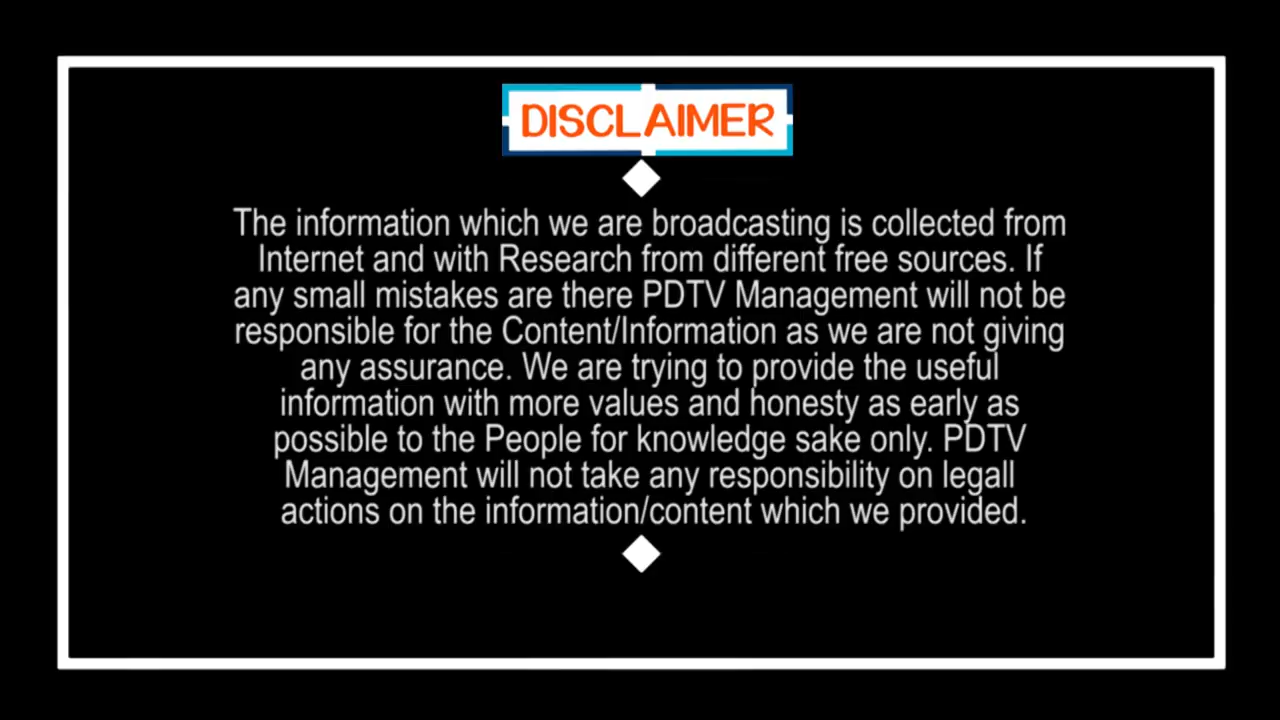 DISCLAIMER
The information which we are broadcasting is collected from
Internet and with Research from different free sources. If
any small mistakes are there PDTV Management will not be
responsible for the Content/Information as we are not giving
any assurance. We are trying to provide the useful
information with more values and honesty as early as
possible to the People for knowledge sake only. PDTV
Management will not take any responsibility on legall
actions on the information/content which we provided.